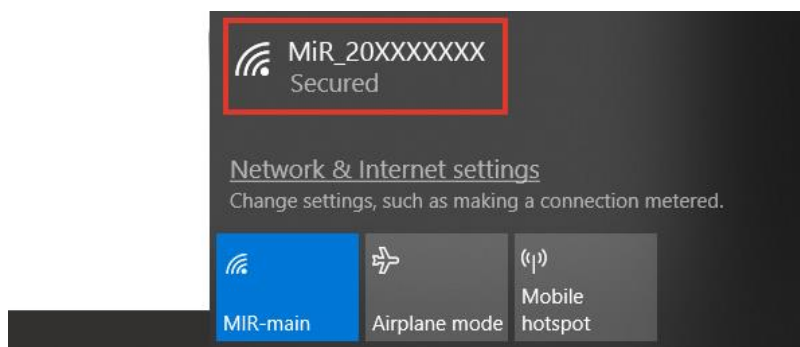 MiR_20XXXXXXX
Secured
Network & Internet settings
Change settings, such as making a connection metered.
MIR-main
Airplane mode
Mobile
hotspot